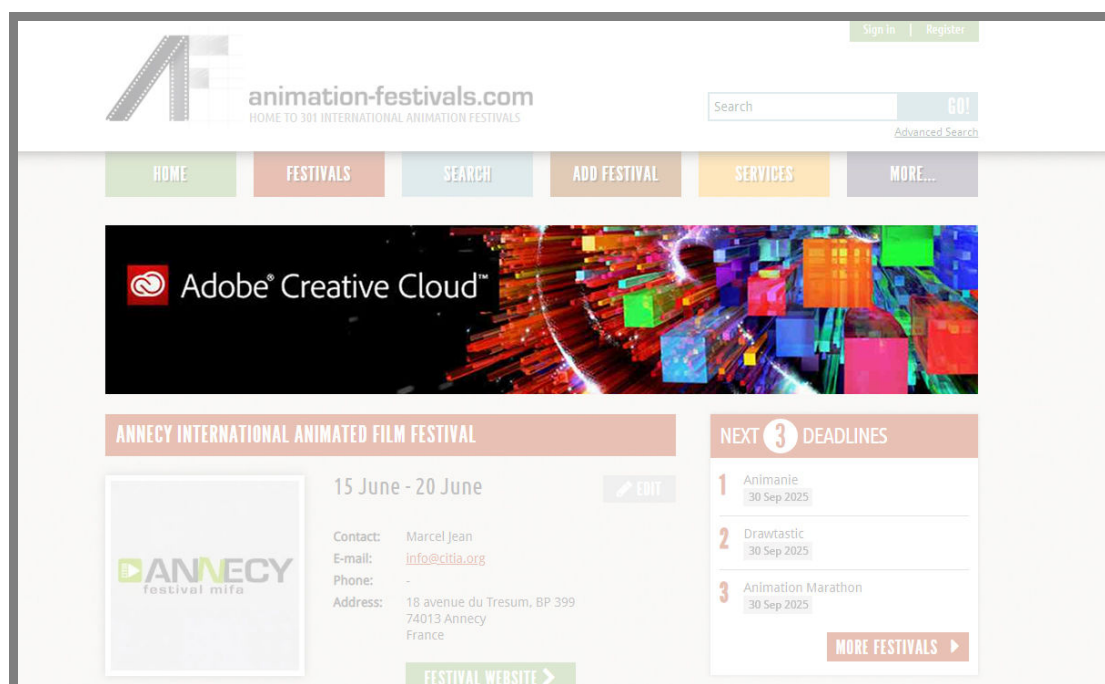 Sign in | Register
AF
animation-festivals.com
HOME TO 301 INTERNATIONAL ANIMATION FESTIVALS
Search GO!
Advanced Search
HOME FESTIVALS SEARCH ADD FESTIVAL SERVICES MORE...
Adobe® Creative Cloud™
ANNECY INTERNATIONAL ANIMATED FILM FESTIVAL
15 June - 20 June
EDIT
ANNECY
festival mifa
Contact: Marcel Jean
E-mail: info@citia.org
Phone: -
Address: 18 avenue du Tresum, BP 399
74013 Annecy
France
FESTIVAL WEBSITE
NEXT 3 DEADLINES
1 Animanie
30 Sep 2025
2 Drawtastic
30 Sep 2025
3 Animation Marathon
30 Sep 2025
MORE FESTIVALS